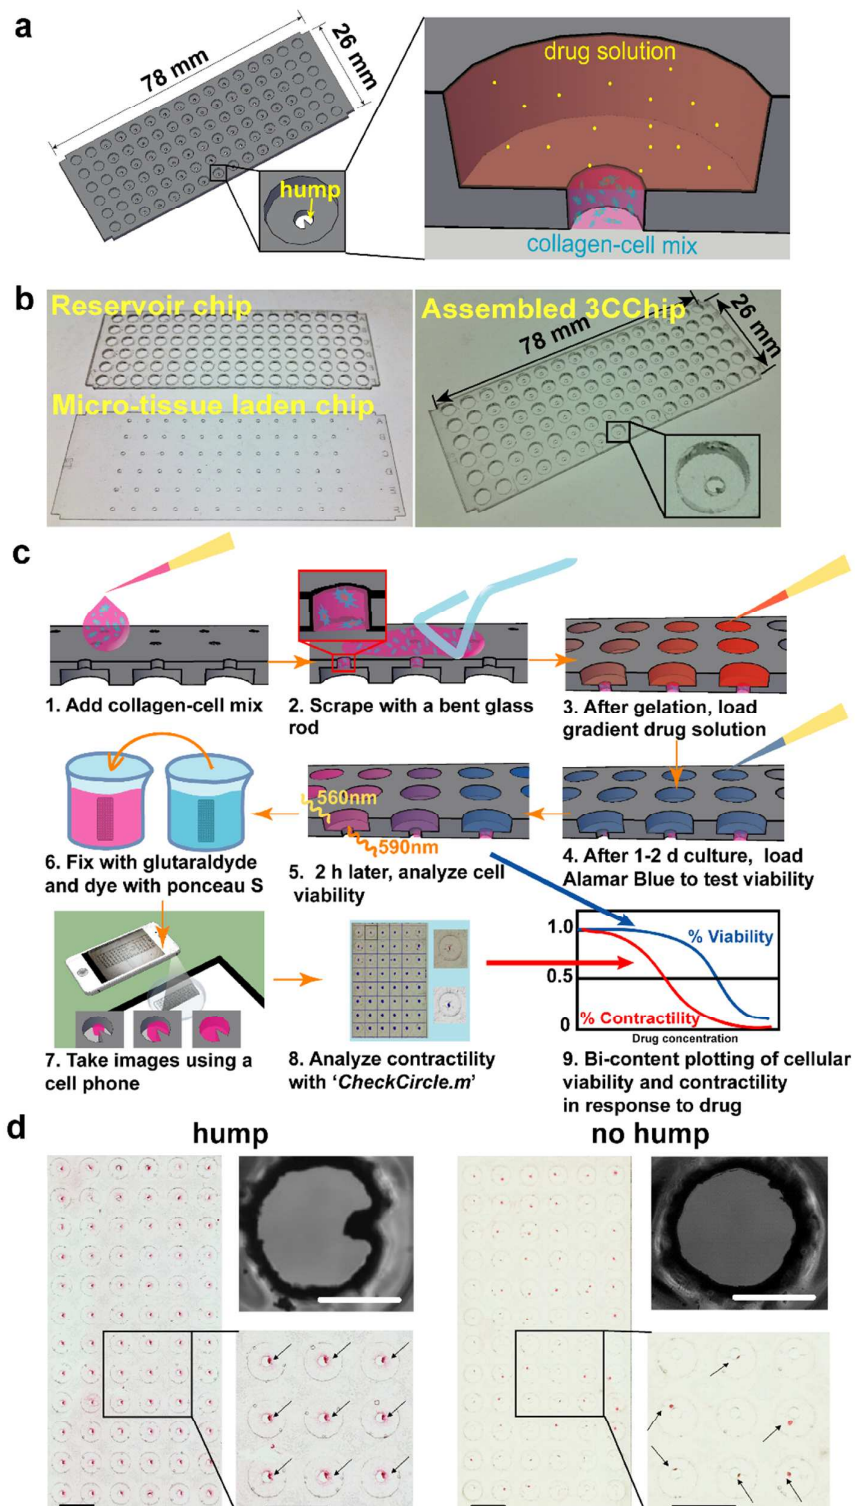 a
78 mm
26 mm
hump
drug solution
collagen-cell mix
b
Reservoir chip
Micro-tissue laden chip
Assembled 3CChip
78 mm
26 mm
c
1. Add collagen-cell mix
2. Scrape with a bent glass
rod
3. After gelation, load
gradient drug solution
4. After 1-2 d culture, load
Alamar Blue to test viability
560nm
590nm
5. 2 h later, analyze cell
viability
6. Fix with glutaraldyde
and dye with ponceau S
7. Take images using a
cell phone
8. Analyze contractility
with ‘CheckCircle.m’
1.0
0.5
0
% Viability
% Contractility
Drug concentration
9. Bi-content plotting of cellular
viability and contractility
in response to drug
d
hump
no hump